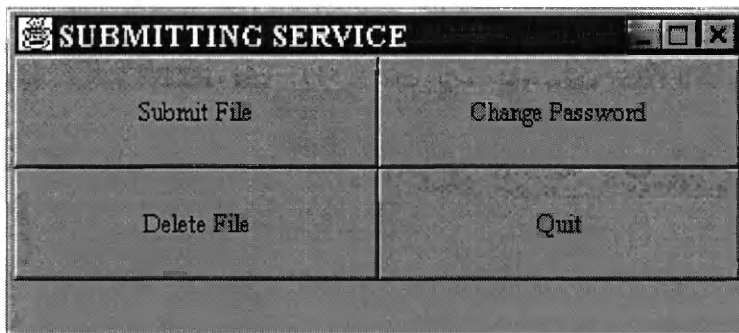 SUBMITTING SERVICE
Submit File
Change Password
Delete File
Quit